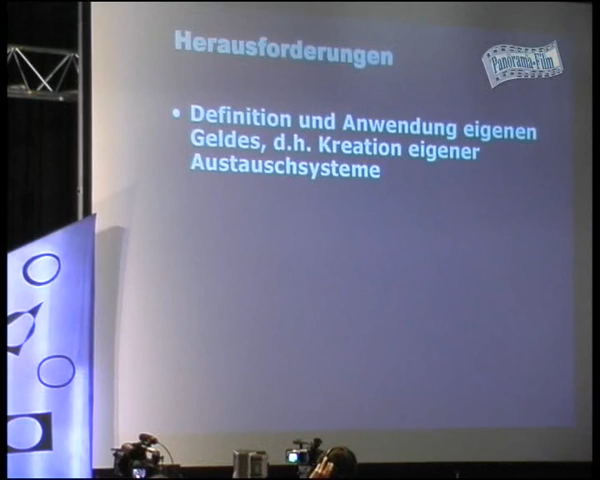 Herausforderungen
Panorama-Film
• Definition und Anwendung eigenen
Geldes, d.h. Kreation eigener
Austauschsysteme